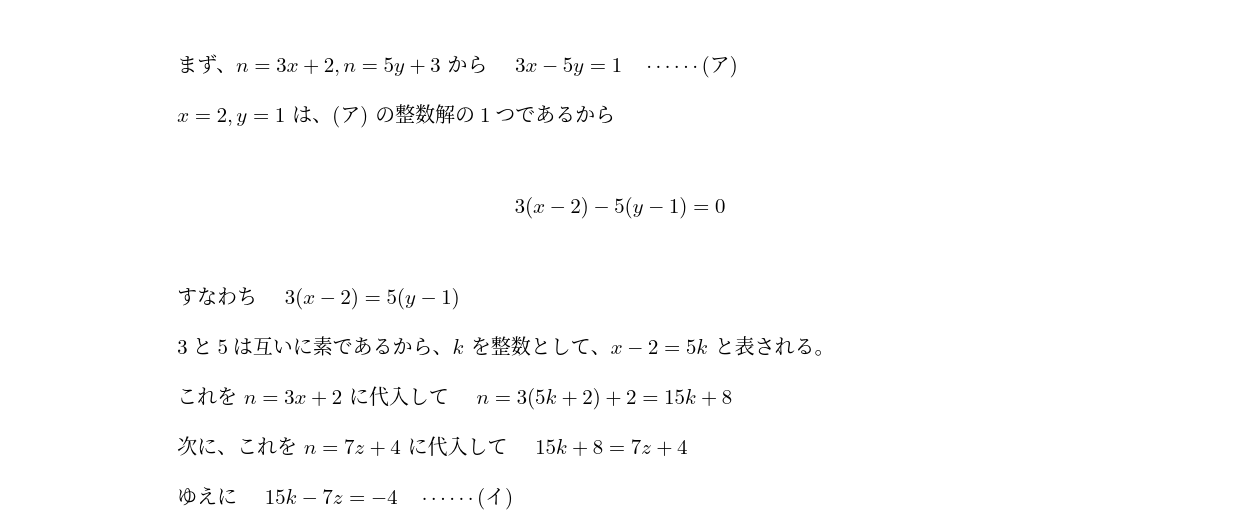 まず、n = 3x + 2, n = 5y + 3 から 3x − 5y = 1 ……(ア)
x = 2, y = 1 は、(ア) の整数解の 1 つであるから
3(x − 2) − 5(y − 1) = 0
すなわち 3(x − 2) = 5(y − 1)
3 と 5 は互いに素であるから、k を整数として、x − 2 = 5k と表される。
これを n = 3x + 2 に代入して n = 3(5k + 2) + 2 = 15k + 8
次に、これを n = 7z + 4 に代入して 15k + 8 = 7z + 4
ゆえに 15k − 7z = −4 ……(イ)